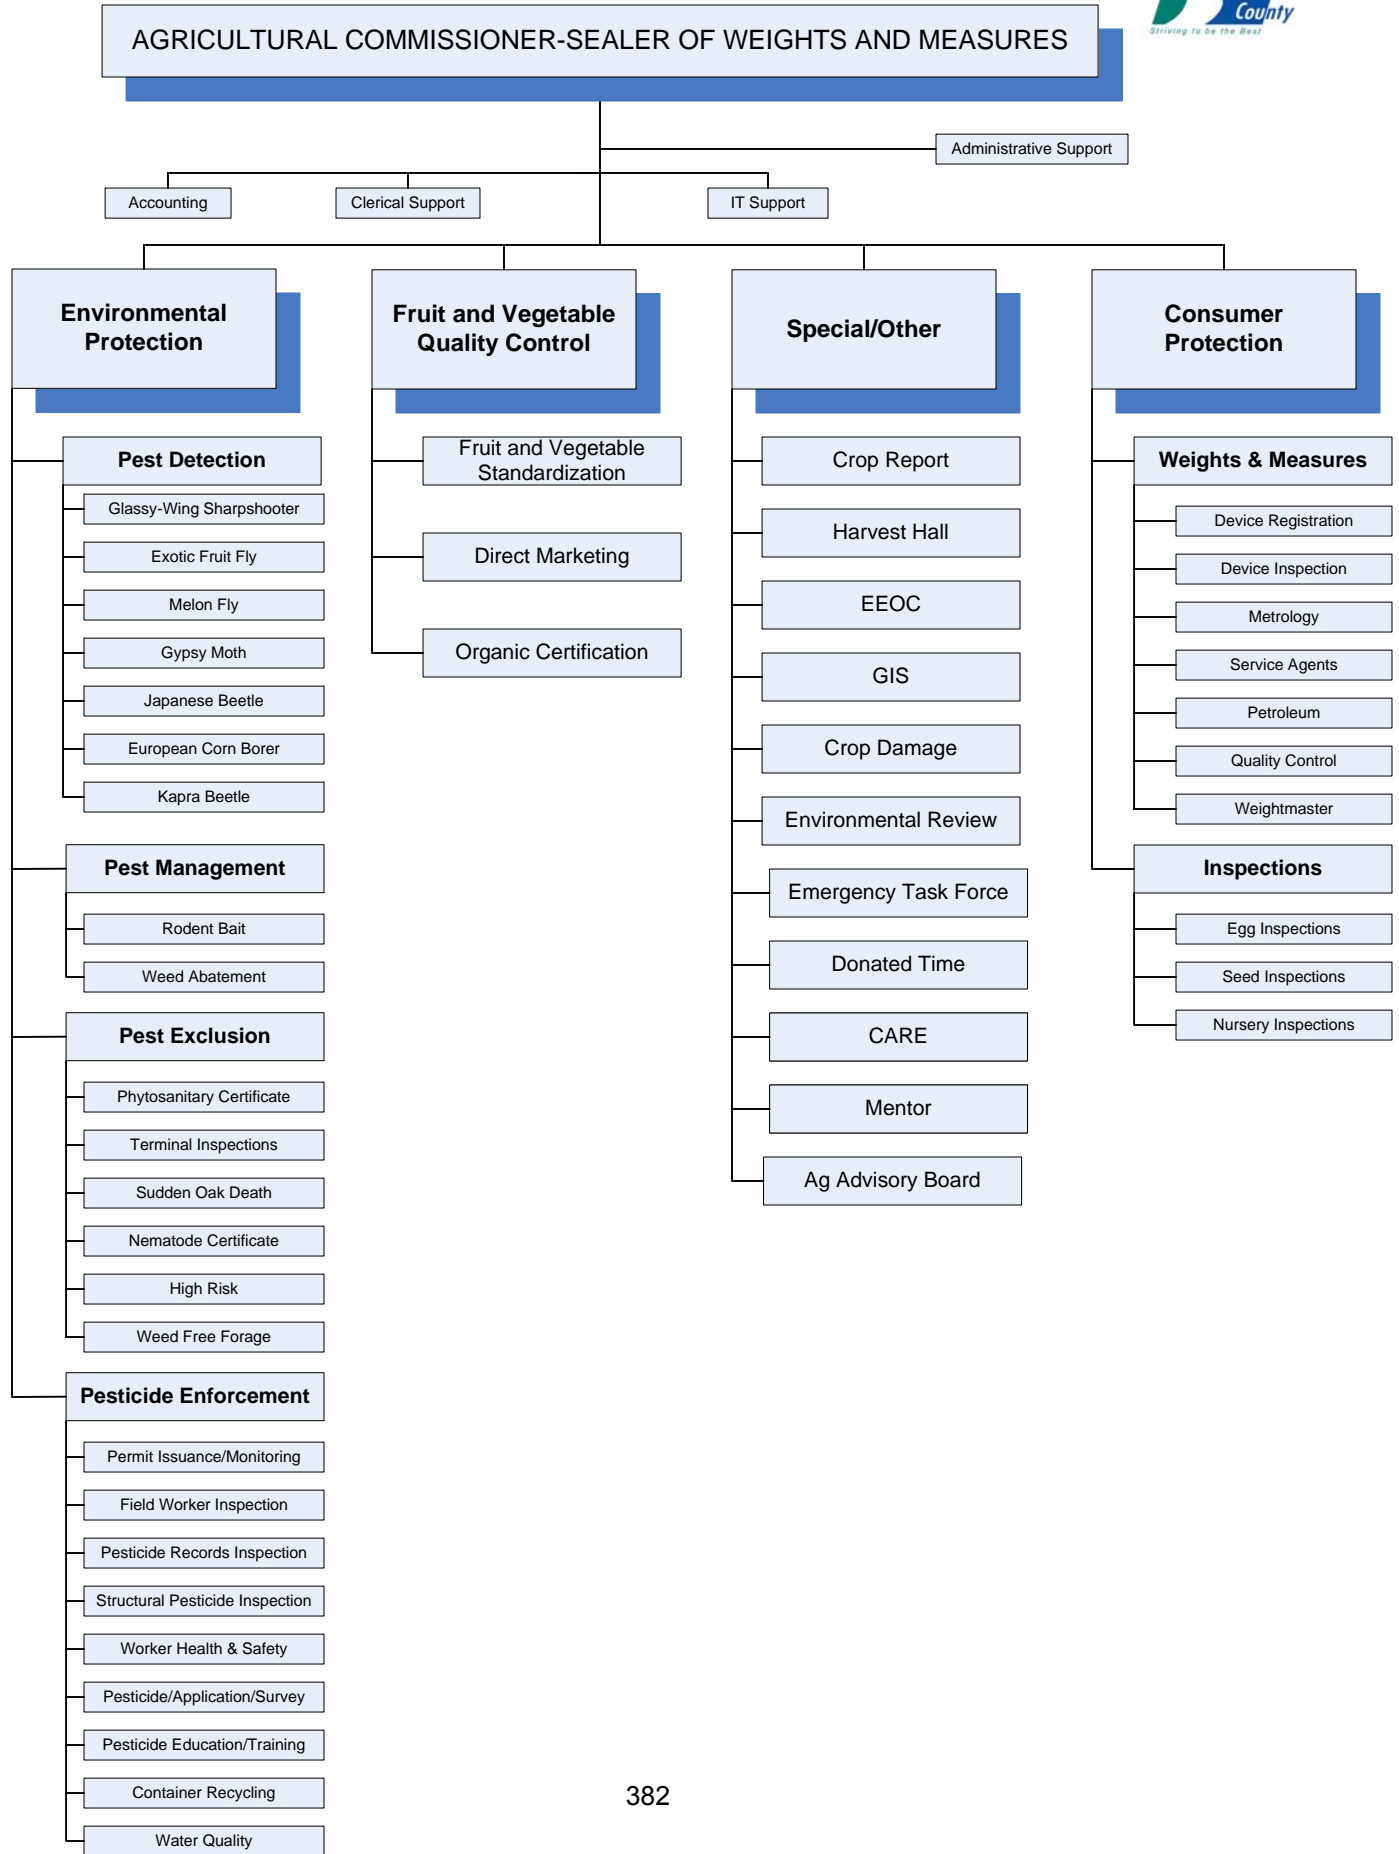 County
Striving to be the Best
AGRICULTURAL COMMISSIONER-SEALER OF WEIGHTS AND MEASURES
Administrative Support
Accounting
Clerical Support
IT Support
Environmental
Protection
Pest Detection
Glassy-Wing Sharpshooter
Exotic Fruit Fly
Melon Fly
Gypsy Moth
Japanese Beetle
European Corn Borer
Kapra Beetle
Pest Management
Rodent Bait
Weed Abatement
Pest Exclusion
Phytosanitary Certificate
Terminal Inspections
Sudden Oak Death
Nematode Certificate
High Risk
Weed Free Forage
Pesticide Enforcement
Permit Issuance/Monitoring
Field Worker Inspection
Pesticide Records Inspection
Structural Pesticide Inspection
Worker Health & Safety
Pesticide/Application/Survey
Pesticide Education/Training
Container Recycling
Water Quality
Fruit and Vegetable
Quality Control
Fruit and Vegetable
Standardization
Direct Marketing
Organic Certification
Special/Other
Crop Report
Harvest Hall
EEOC
GIS
Crop Damage
Environmental Review
Emergency Task Force
Donated Time
CARE
Mentor
Ag Advisory Board
Consumer
Protection
Weights & Measures
Device Registration
Device Inspection
Metrology
Service Agents
Petroleum
Quality Control
Weightmaster
Inspections
Egg Inspections
Seed Inspections
Nursery Inspections
382